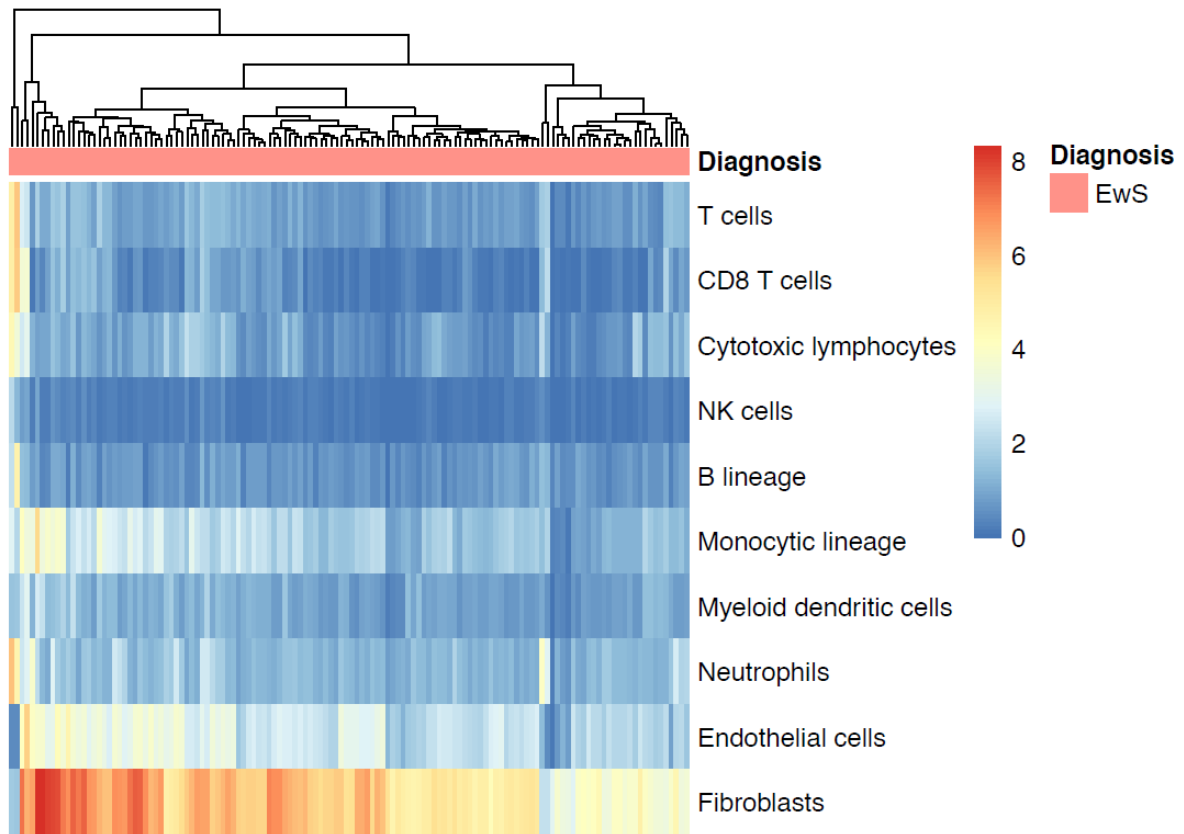 Diagnosis
T cells
CD8 T cells
Cytotoxic lymphocytes
NK cells
B lineage
Monocytic lineage
Myeloid dendritic cells
Neutrophils
Endothelial cells
Fibroblasts
8
6
4
2
0
Diagnosis
EwS